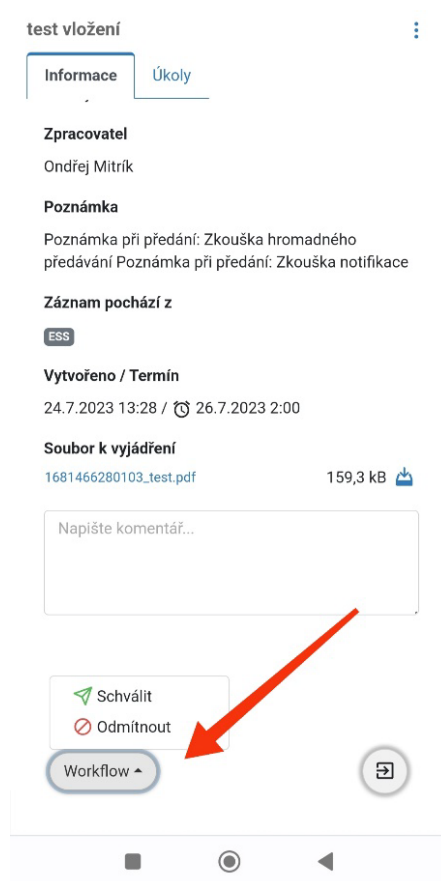 test vložení
Informace
Úkoly
Zpracovatel
Ondřej Mitrík
Poznámka
Poznámka při předání: Zkouška hromadného
předávání Poznámka při předání: Zkouška notifikace
Záznam pochází z
ESS
Vytvořeno / Termín
24.7.2023 13:28 / 26.7.2023 2:00
Soubor k vyjádření
1681466280103_test.pdf 159,3 kB
Napište komentář...
Schválit
Odmítnout
Workflow